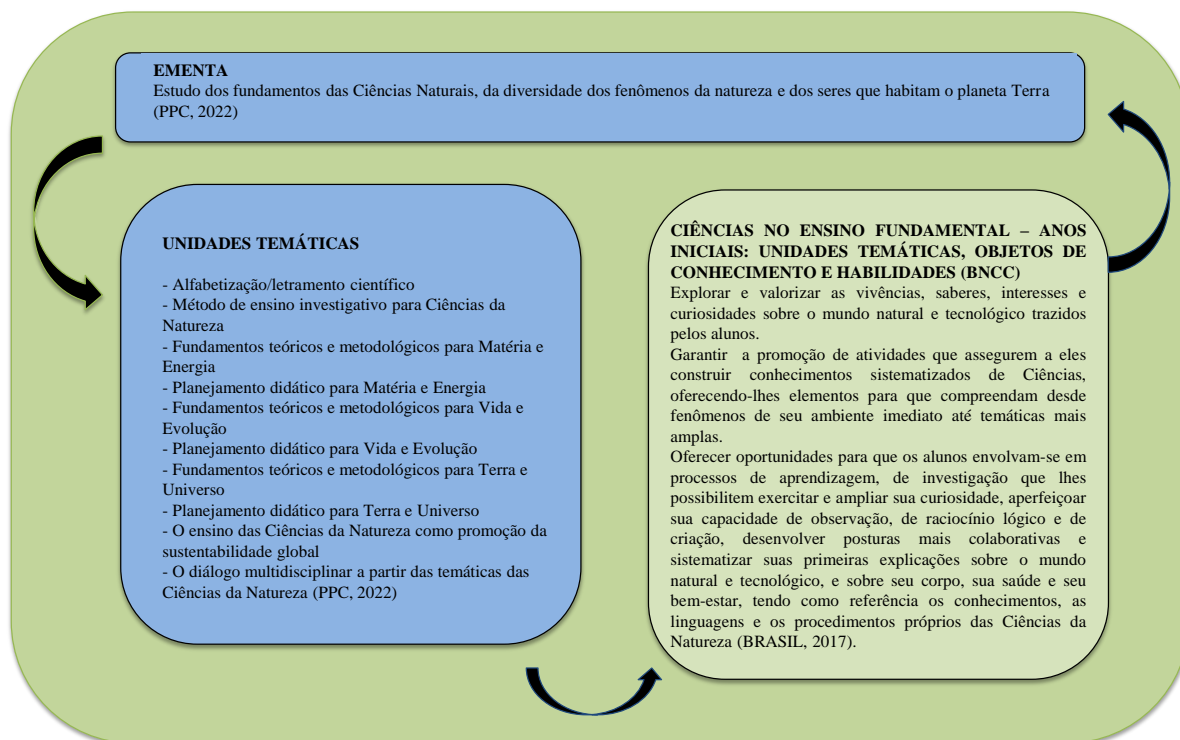 EMENTA
Estudo dos fundamentos das Ciências Naturais, da diversidade dos fenômenos da natureza e dos seres que habitam o planeta Terra
(PPC, 2022)
UNIDADES TEMÁTICAS
- Alfabetização/letramento científico
- Método de ensino investigativo para Ciências da
Natureza
- Fundamentos teóricos e metodológicos para Matéria e
Energia
- Planejamento didático para Matéria e Energia
- Fundamentos teóricos e metodológicos para Vida e
Evolução
- Planejamento didático para Vida e Evolução
- Fundamentos teóricos e metodológicos para Terra e
Universo
- Planejamento didático para Terra e Universo
- O ensino das Ciências da Natureza como promoção da
sustentabilidade global
- O diálogo multidisciplinar a partir das temáticas das
Ciências da Natureza (PPC, 2022)
CIÊNCIAS NO ENSINO FUNDAMENTAL – ANOS
INICIAIS: UNIDADES TEMÁTICAS, OBJETOS DE
CONHECIMENTO E HABILIDADES (BNCC)
Explorar e valorizar as vivências, saberes, interesses e
curiosidades sobre o mundo natural e tecnológico trazidos
pelos alunos.
Garantir a promoção de atividades que assegurem a eles
construir conhecimentos sistematizados de Ciências,
oferecendo-lhes elementos para que compreendam desde
fenômenos de seu ambiente imediato até temáticas mais
amplas.
Oferecer oportunidades para que os alunos envolvam-se em
processos de aprendizagem, de investigação que lhes
possibilitem exercitar e ampliar sua curiosidade, aperfeiçoar
sua capacidade de observação, de raciocínio lógico e de
criação, desenvolver posturas mais colaborativas e
sistematizar suas primeiras explicações sobre o mundo
natural e tecnológico, e sobre seu corpo, sua saúde e seu
bem-estar, tendo como referência os conhecimentos, as
linguagens e os procedimentos próprios das Ciências da
Natureza (BRASIL, 2017).